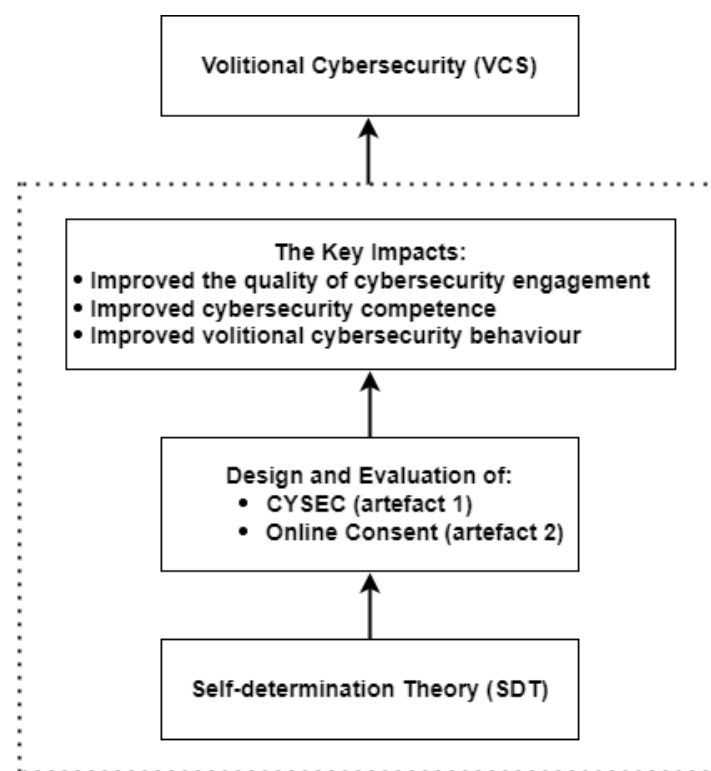 Volitional Cybersecurity (VCS)
The Key Impacts:
• Improved the quality of cybersecurity engagement
• Improved cybersecurity competence
• Improved volitional cybersecurity behaviour
Design and Evaluation of:
• CYSEC (artefact 1)
• Online Consent (artefact 2)
Self-determination Theory (SDT)